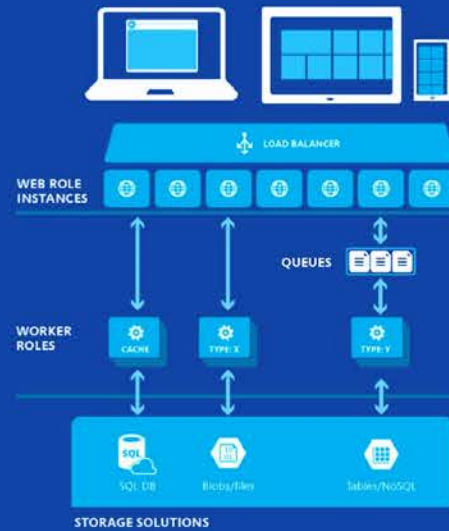 LOAD BALANCER
WEB ROLE
INSTANCES
QUEUES
WORKER
ROLES
CACHE
TYPE: X
TYPE: Y
SQL
SQL DB
Blobs/files
Tables/NoSQL
STORAGE SOLUTIONS